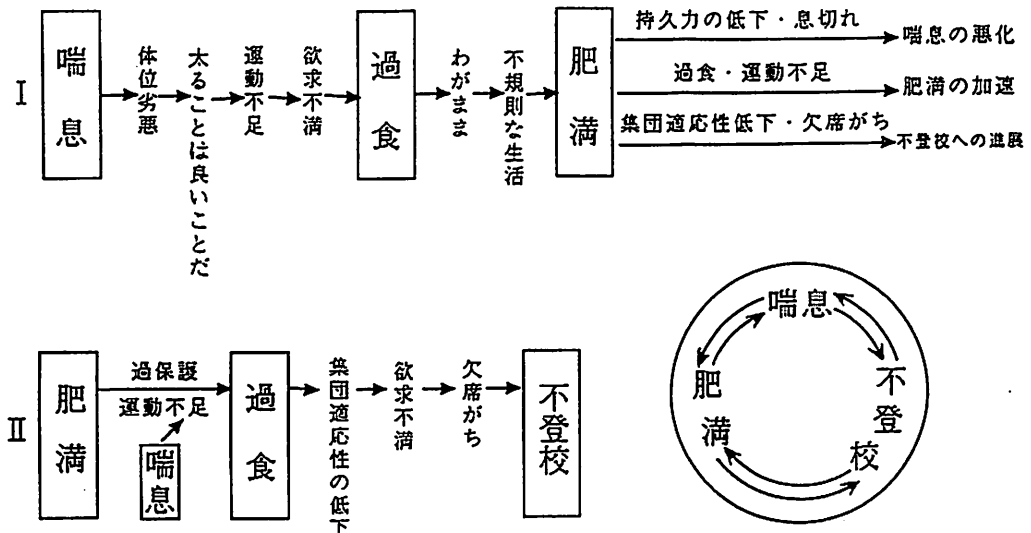 I
喘息
体位劣悪
太ることは良いことだ
運動不足
欲求不満
過食
わがまま
不規則な生活
肥満
持久力の低下・息切れ
喘息の悪化
過食・運動不足
肥満の加速
集団適応性低下・欠席がち
不登校への進展
II
肥満
過保護
運動不足
喘息
過食
集団適応性の低下
欲求不満
欠席がち
不登校
喘息
不登校
肥満